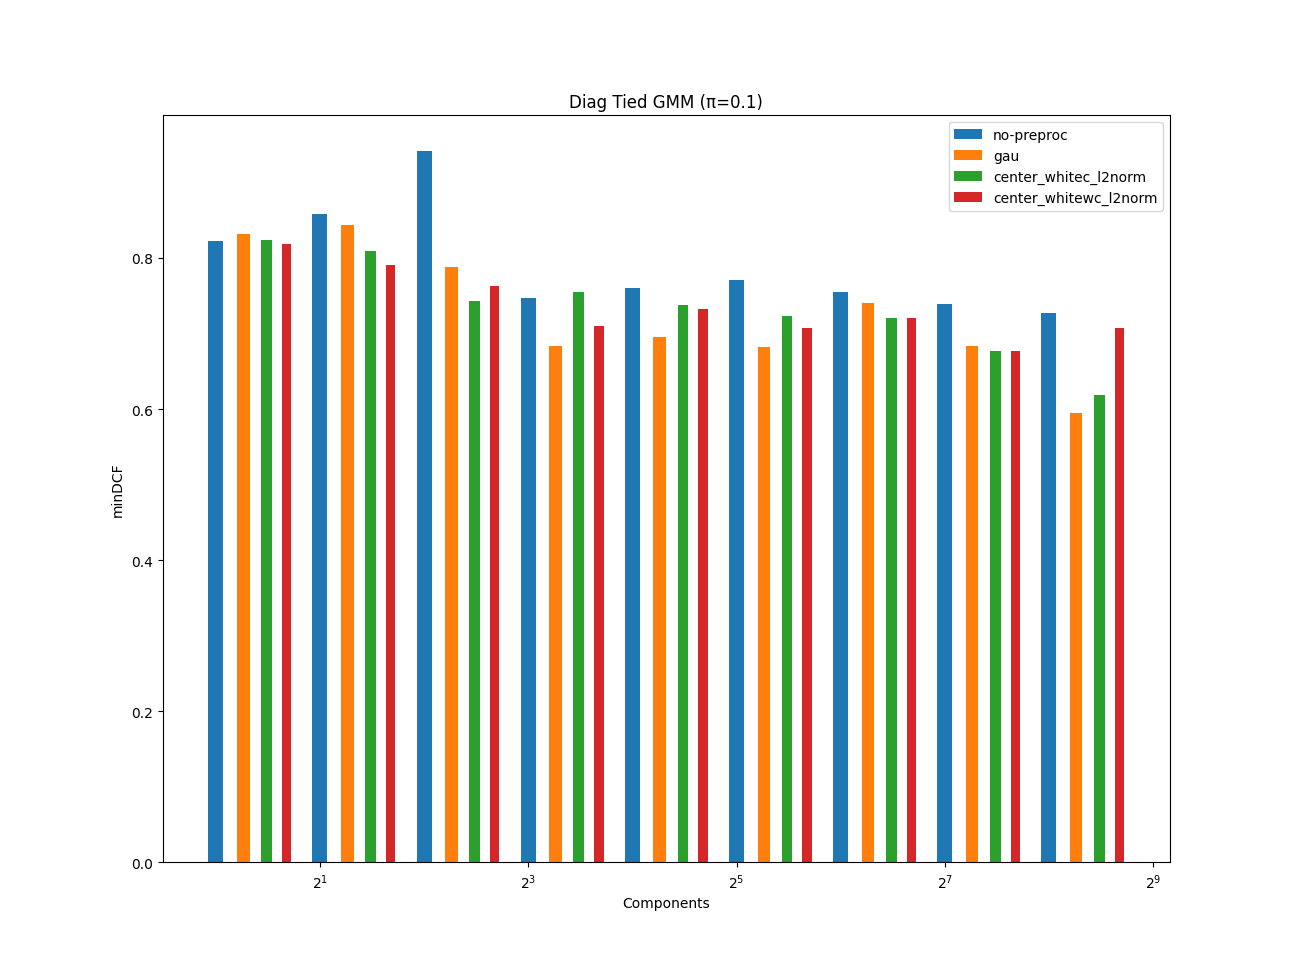 Diag Tied GMM (π=0.1)
no-preproc
gau
center_whitec_l2norm
center_whitewc_l2norm
minDCF
0.8
0.6
0.4
0.2
0.0
2¹ 2³ 2⁵ 2⁷ 2⁹
Components